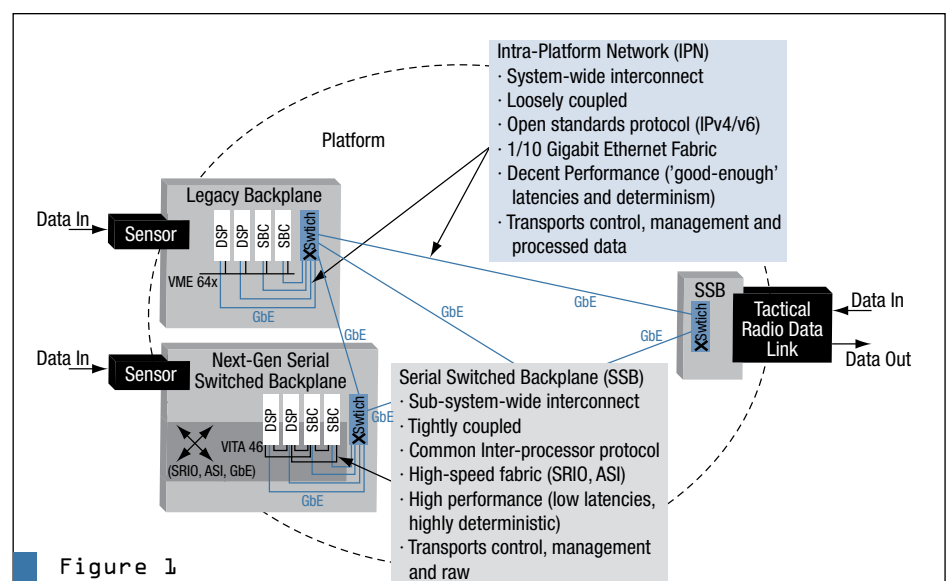 Intra-Platform Network (IPN)
· System-wide interconnect
· Loosely coupled
· Open standards protocol (IPv4/v6)
· 1/10 Gigabit Ethernet Fabric
· Decent Performance ('good-enough'
latencies and determinism)
· Transports control, management and
processed data
Platform
Legacy Backplane
Data In
Sensor
DSP
DSP
SBC
SBC
XSwtich
VME 64x
GbE
GbE
GbE
GbE
GbE
SSB
XSwtich
Tactical
Radio Data
Link
Data In
Data Out
Data In
Sensor
Next-Gen Serial
Switched Backplane
DSP
DSP
SBC
SBC
XSwtich
VITA 46
(SRIO, ASI, GbE)
GbE
GbE
Serial Switched Backplane (SSB)
· Sub-system-wide interconnect
· Tightly coupled
· Common Inter-processor protocol
· High-speed fabric (SRIO, ASI)
· High performance (low latencies,
highly deterministic)
· Transports control, management
and raw
Figure 1